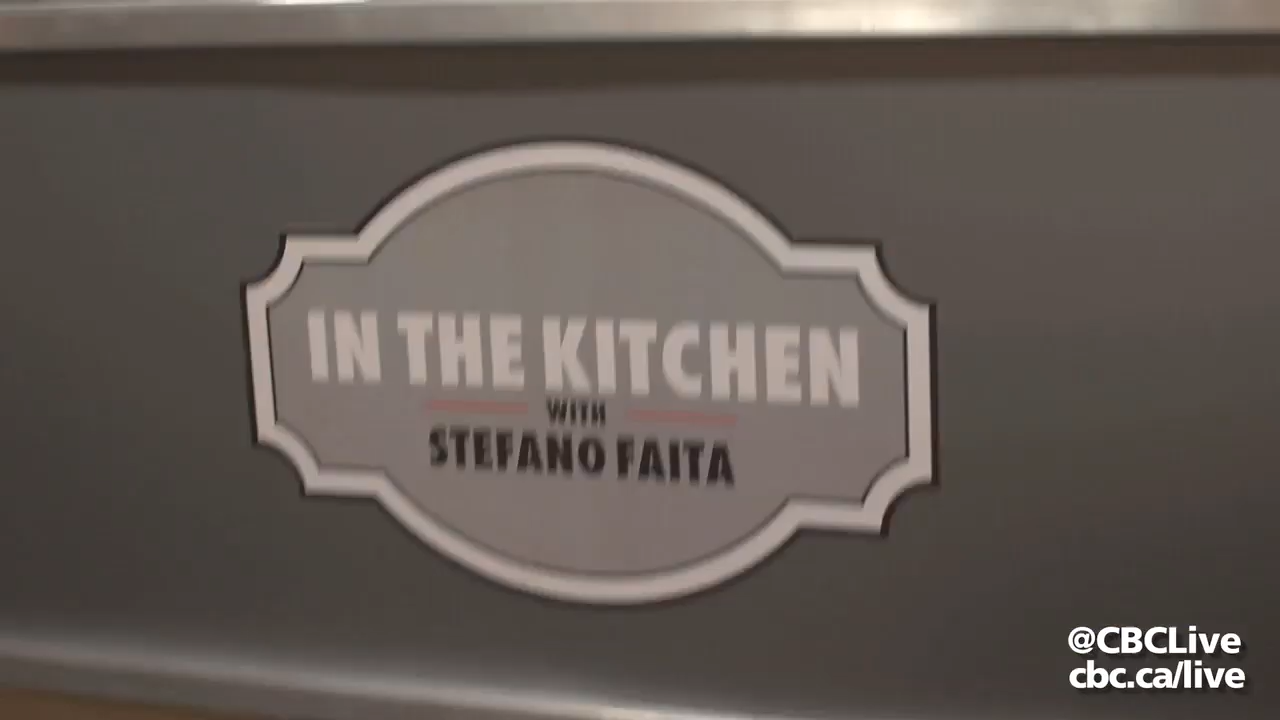 IN THE KITCHEN
WITH
STEFANO FAITA
@CBCLive
cbc.ca/live